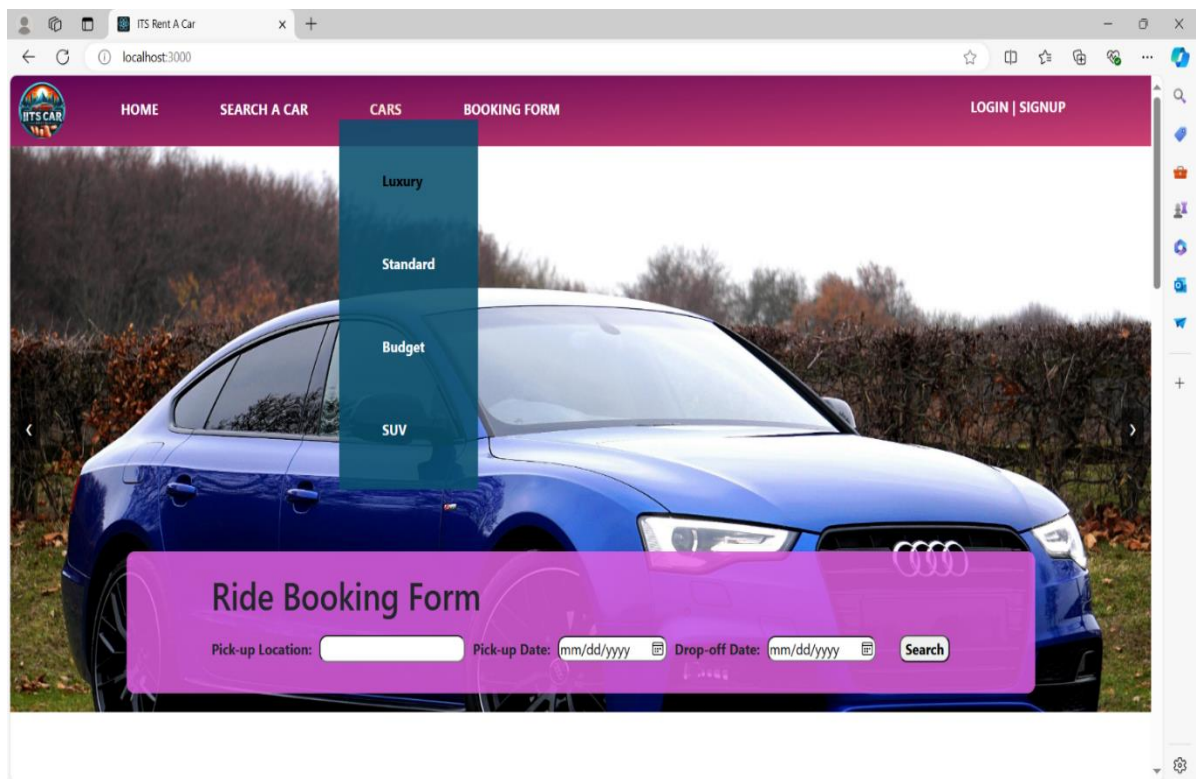 ITS Rent A Car
localhost:3000
IITS CAR
HOME SEARCH A CAR CARS BOOKING FORM LOGIN | SIGNUP
Luxury
Standard
Budget
SUV
Ride Booking Form
Pick-up Location: Pick-up Date: mm/dd/yyyy Drop-off Date: mm/dd/yyyy Search